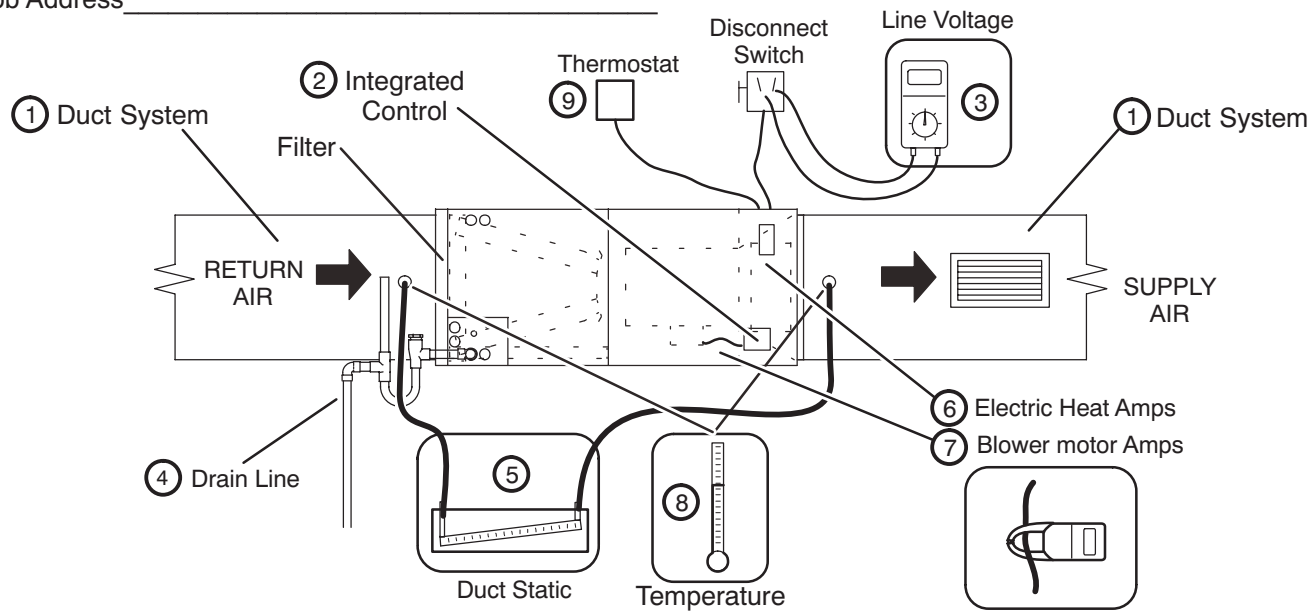 ob Address
Line Voltage
Disconnect
Switch
3
Thermostat
9
2 Integrated
Control
1 Duct System
1 Duct System
Filter
RETURN
AIR
SUPPLY
AIR
6 Electric Heat Amps
7 Blower motor Amps
4 Drain Line
5
8
Duct Static
Temperature